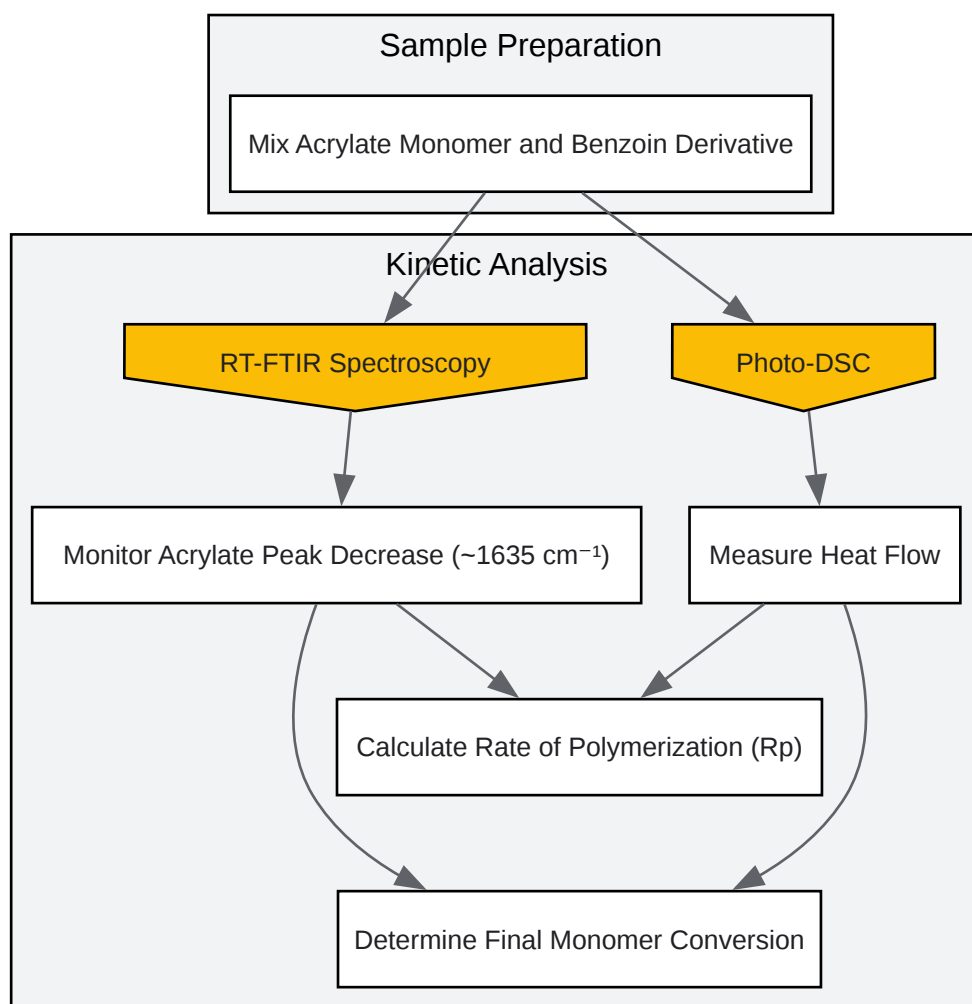 Sample Preparation
Mix Acrylate Monomer and Benzoin Derivative
Kinetic Analysis
RT-FTIR Spectroscopy
Photo-DSC
Monitor Acrylate Peak Decrease (~1635 cm⁻¹)
Measure Heat Flow
Calculate Rate of Polymerization (Rp)
Determine Final Monomer Conversion